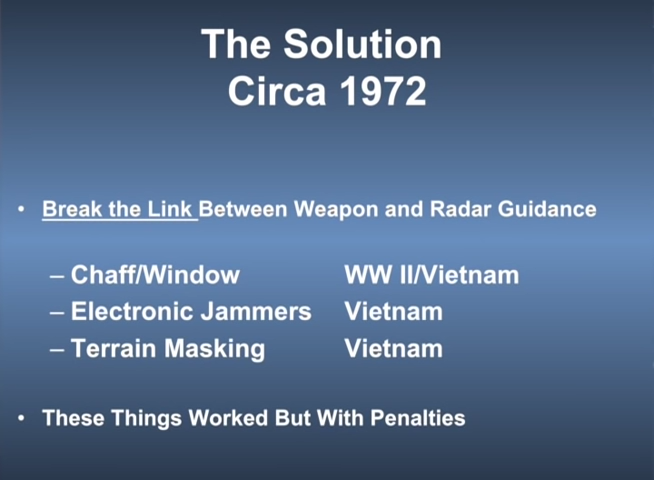 The Solution
Circa 1972
• Break the Link Between Weapon and Radar Guidance
– Chaff/Window WW II/Vietnam
– Electronic Jammers Vietnam
– Terrain Masking Vietnam
• These Things Worked But With Penalties